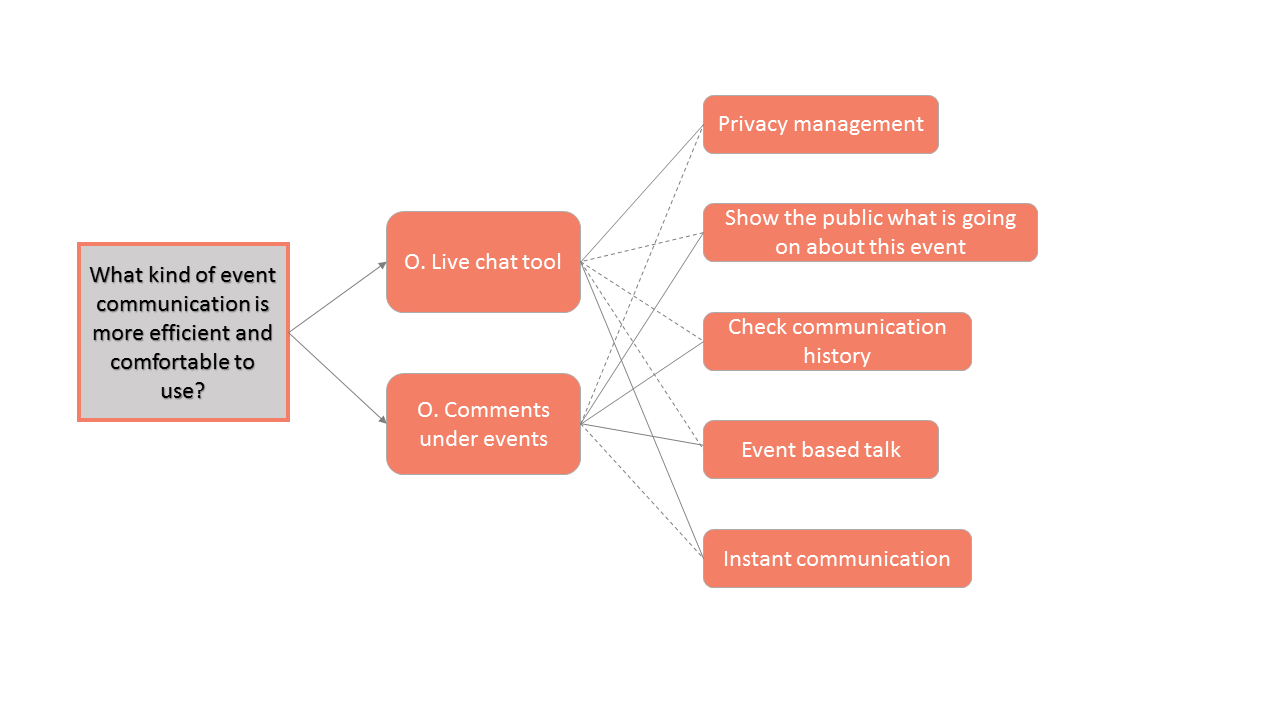 What kind of event
communication is
more efficient and
comfortable to
use?
O. Live chat tool
O. Comments
under events
Privacy management
Show the public what is going
on about this event
Check communication
history
Event based talk
Instant communication